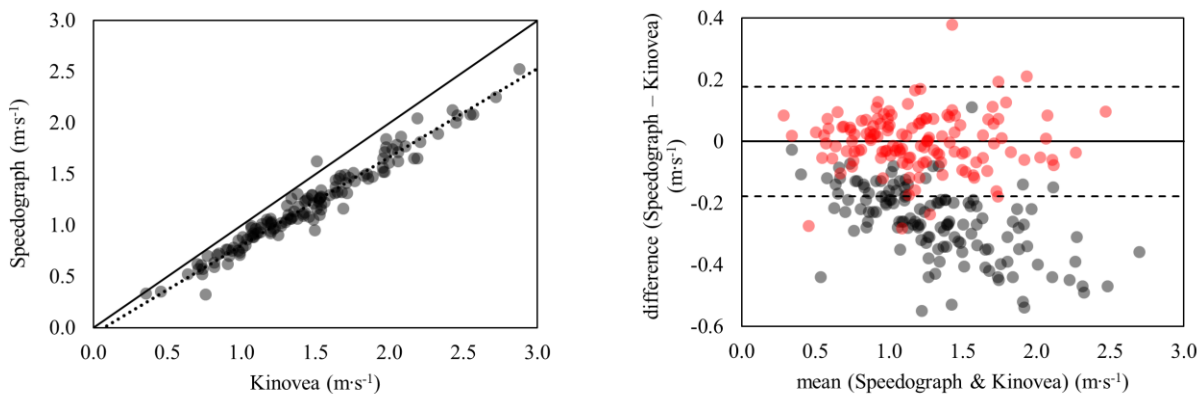 Speedograph (m·s⁻¹)
3.0
2.5
2.0
1.5
1.0
0.5
0.0
0.0 0.5 1.0 1.5 2.0 2.5 3.0
Kinovea (m·s⁻¹)
difference (Speedograph – Kinovea)
(m·s⁻¹)
0.4
0.2
0
-0.2
-0.4
-0.6
0.0 0.5 1.0 1.5 2.0 2.5 3.0
mean (Speedograph & Kinovea) (m·s⁻¹)